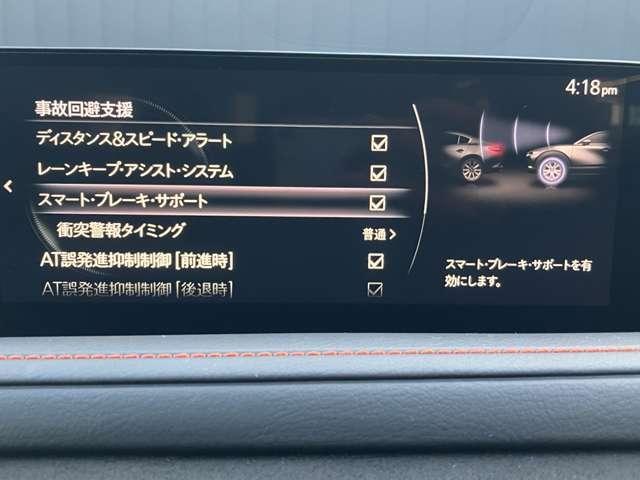 4:18pm
事故回避支援
ディスタンス&スピード・アラート
レーンキープ・アシスト・システム
スマート・ブレーキ・サポート
衝突警報タイミング 普通
AT誤発進抑制制御 [前進時]
AT誤発進抑制制御 [後退時]
スマート・ブレーキ・サポートを有
効にします。